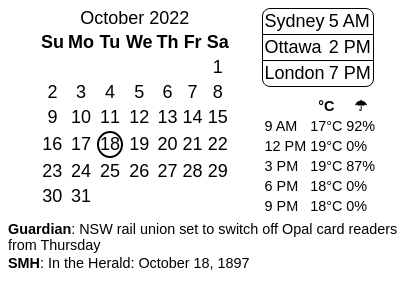 October 2022
Su Mo Tu We Th Fr Sa
1
2 3 4 5 6 7 8
9 10 11 12 13 14 15
16 17 18 19 20 21 22
23 24 25 26 27 28 29
30 31
Sydney 5 AM
Ottawa 2 PM
London 7 PM
°C ☂
9 AM 17°C 92%
12 PM 19°C 0%
3 PM 19°C 87%
6 PM 18°C 0%
9 PM 18°C 0%
Guardian: NSW rail union set to switch off Opal card readers
from Thursday
SMH: In the Herald: October 18, 1897